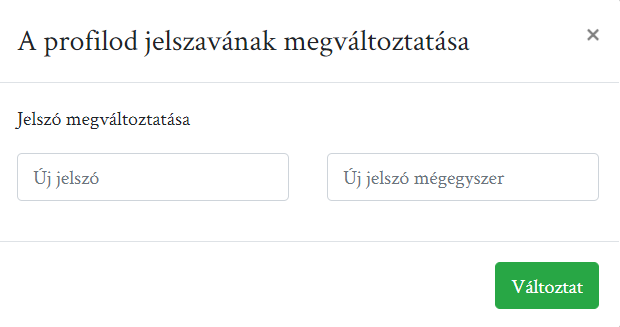 A profilod jelszavának megváltoztatása
×
Jelszó megváltoztatása
Új jelszó
Új jelszó mégegyszer
Változtat